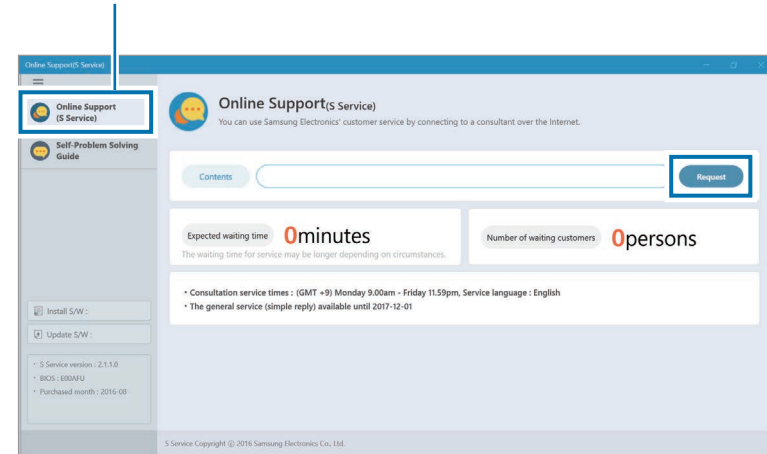 Online Support(S Service)
Online Support
(S Service)
Self-Problem Solving
Guide
Install S/W :
Update S/W :
• S Service version : 2.1.1.0
• BIOS : E00AFU
• Purchased month : 2016-08
Online Support(S Service)
You can use Samsung Electronics' customer service by connecting to a consultant over the Internet.
Contents
Request
Expected waiting time 0minutes
The waiting time for service may be longer depending on circumstances.
Number of waiting customers 0persons
• Consultation service times : (GMT +9) Monday 9.00am - Friday 11.59pm, Service language : English
• The general service (simple reply) available until 2017-12-01
S Service Copyright ⓒ 2016 Samsung Electronics Co., Ltd.